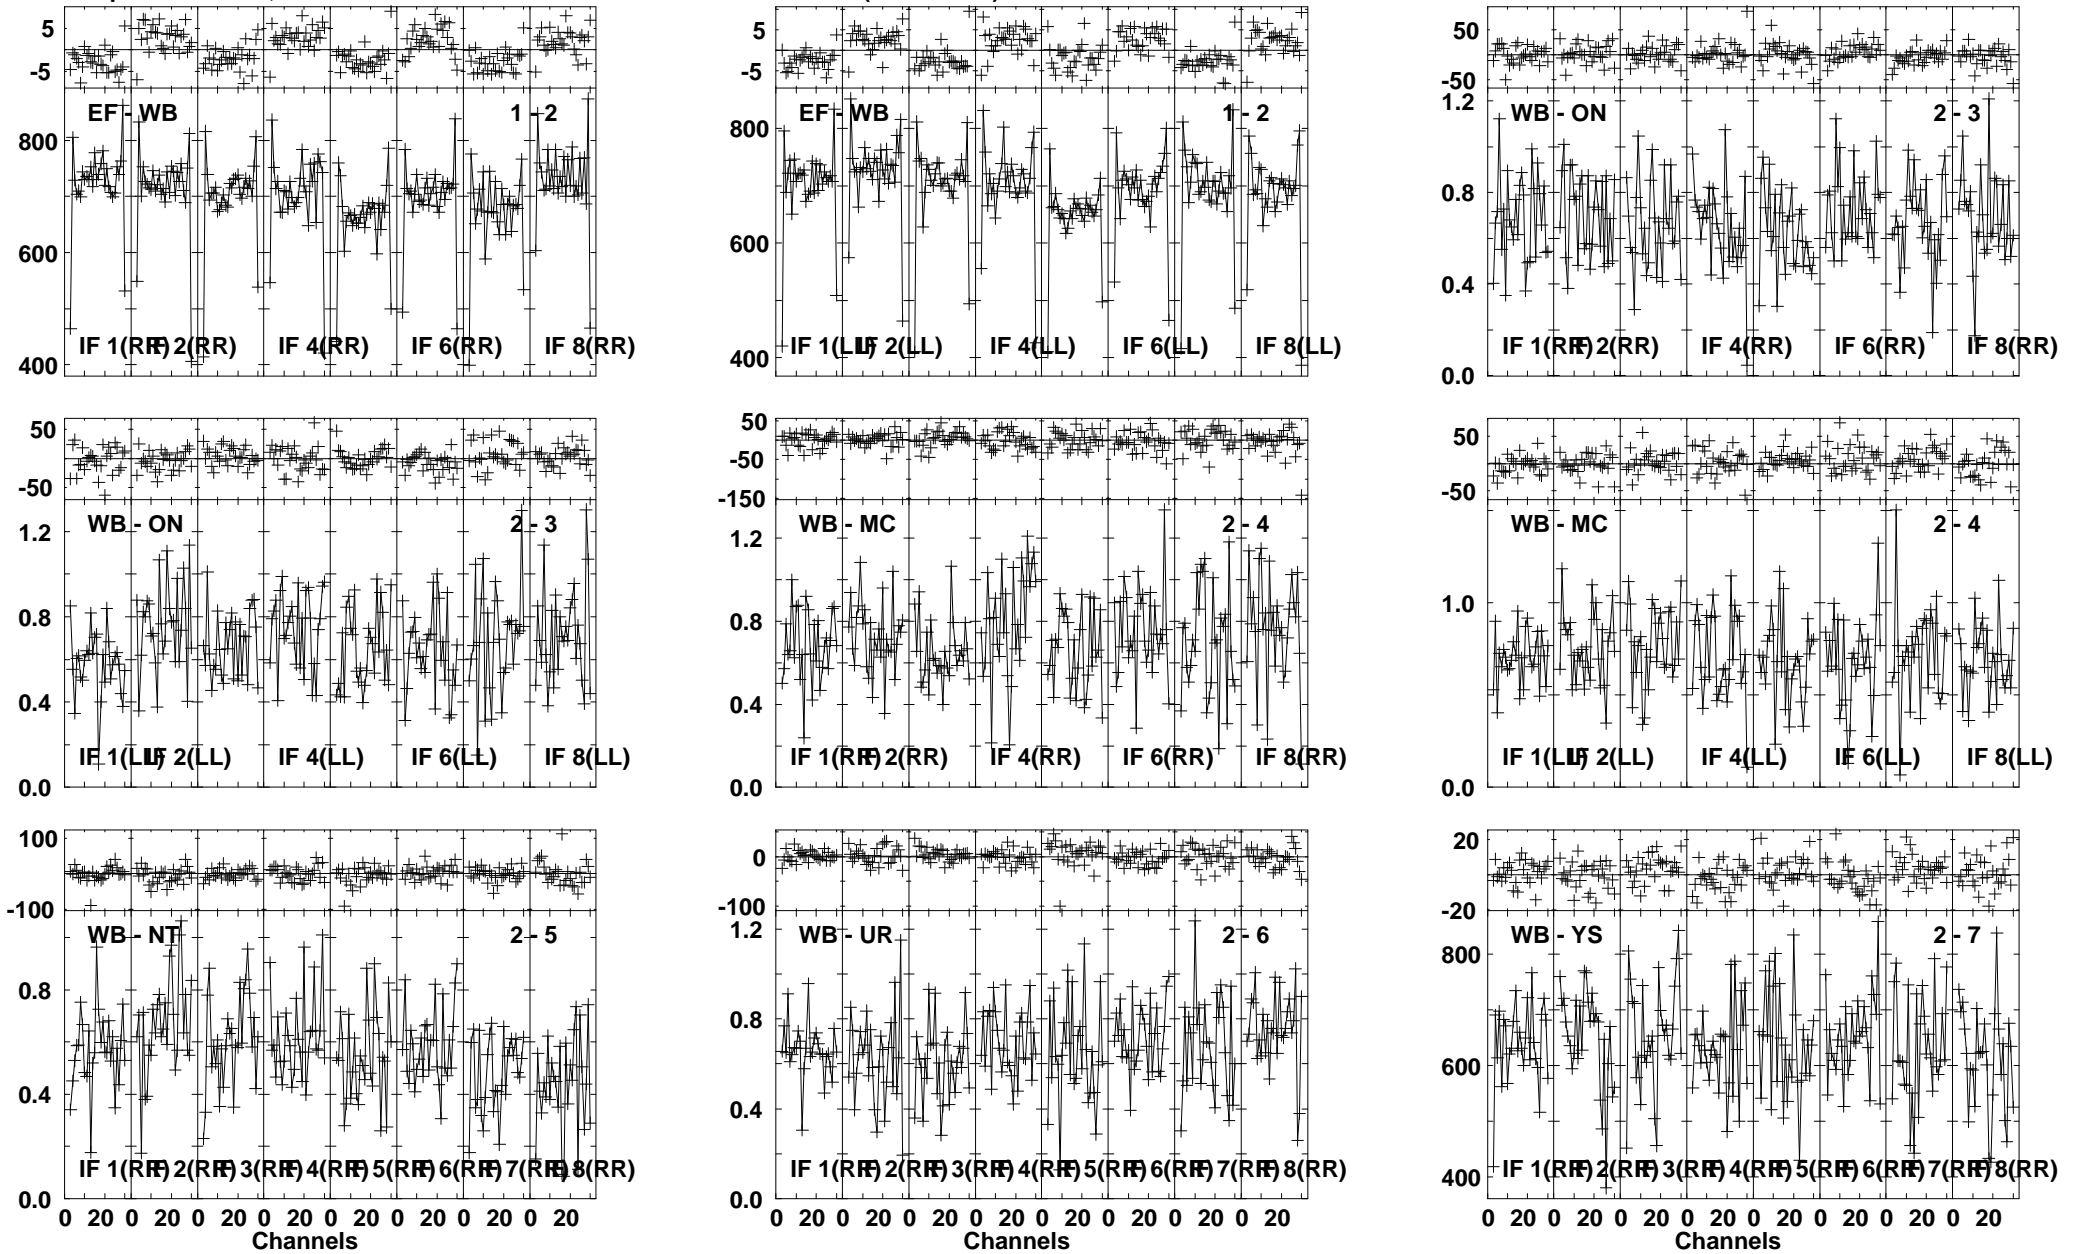 5 5 50
-5 -5 -50
EF - WB 1 - 2 EF - WB 1 - 2 1.2 WB - ON 2 - 3
800 800
0.8
600 600
0.4
IF 1(RR) IF 2(RR) IF 4(RR) IF 6(RR) IF 8(RR) IF 1(LL) IF 2(LL) IF 4(LL) IF 6(LL) IF 8(LL) IF 1(RR) IF 2(RR) IF 4(RR) IF 6(RR) IF 8(RR)
400 400 0.0
50 50 50
-50 -50 -50
-150
WB - ON 2 - 3 WB - MC 2 - 4 WB - MC 2 - 4
1.2 1.2
0.8 0.8 1.0
0.4 0.4
IF 1(LL) IF 2(LL) IF 4(LL) IF 6(LL) IF 8(LL) IF 1(RR) IF 2(RR) IF 4(RR) IF 6(RR) IF 8(RR) IF 1(LL) IF 2(LL) IF 4(LL) IF 6(LL) IF 8(LL)
0.0 0.0 0.0
100 0 20
-100 -100 -20
WB - NT 2 - 5 1.2 WB - UR 2 - 6 WB - YS 2 - 7
800
0.8 0.8
600
0.4 0.4
IF 1(RR) IF 2(RR) IF 3(RR) IF 4(RR) IF 5(RR) IF 6(RR) IF 7(RR) IF 8(RR) IF 1(RR) IF 2(RR) IF 3(RR) IF 4(RR) IF 5(RR) IF 6(RR) IF 7(RR) IF 8(RR) IF 1(RR) IF 2(RR) IF 3(RR) IF 4(RR) IF 5(RR) IF 6(RR) IF 7(RR) IF 8(RR)
0.0 0.0 400
0 20 0 20 0 20 0 20 0 20 0 20 0 20 0 20 0 20 0 20 0 20 0 20 0 20 0 20 0 20 0 20 0 20 0 20 0 20 0 20 0 20 0 20 0 20 0 20
Channels Channels Channels